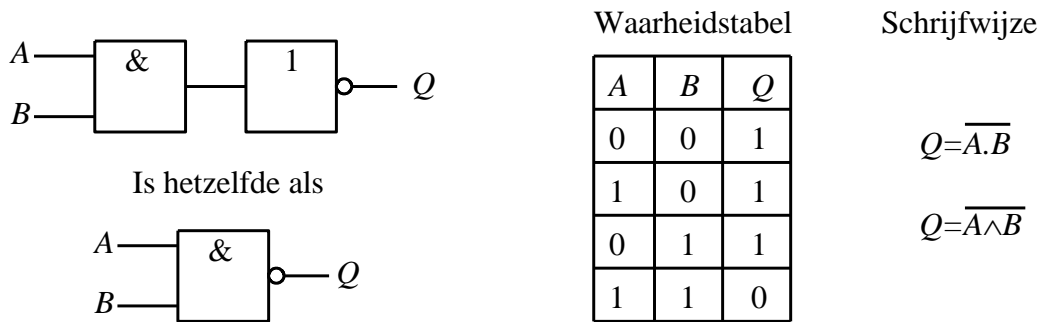 Waarheidstabel
Schrijfwijze
A
B
&
1
Q
Is hetzelfde als
A
B
&
Q
A B Q
0 0 1
1 0 1
0 1 1
1 1 0
Q=A̅.̅B̅
Q=A̅∧̅B̅